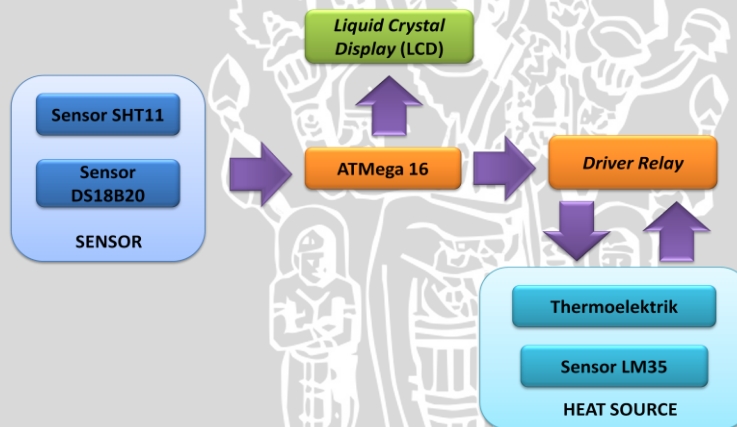 Liquid Crystal
Display (LCD)
Sensor SHT11
Sensor
DS18B20
SENSOR
ATMega 16
Driver Relay
Thermoelektrik
Sensor LM35
HEAT SOURCE